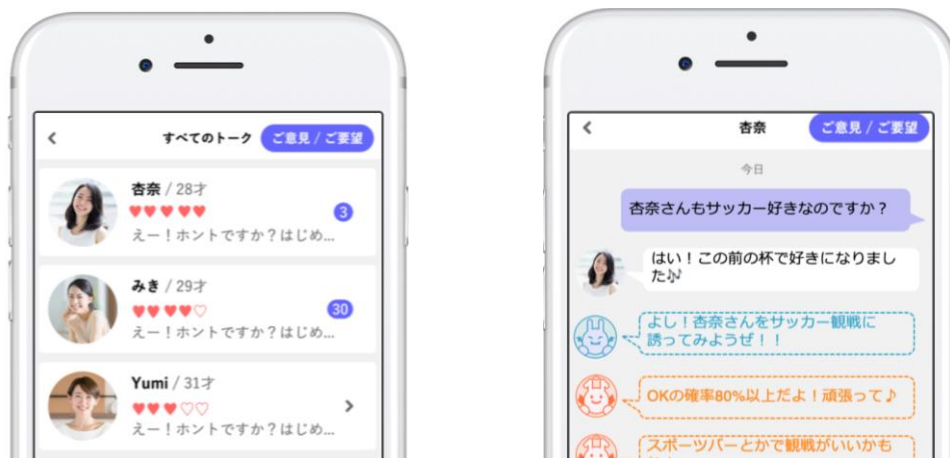 すべてのトーク
ご意見 / ご要望
杏奈 / 28才
3
えー！ホントですか？はじめ...
みき / 29才
30
えー！ホントですか？はじめ...
Yumi / 31才
えー！ホントですか？はじめ...
杏奈
ご意見 / ご要望
今日
杏奈さんもサッカー好きなのですか？
はい！この前の杯で好きになりまし
た🎶
よし！杏奈さんをサッカー観戦に
誘ってみようぜ！！
OKの確率80%以上だよ！頑張って♪
スポーツバーとかで観戦がいいかも